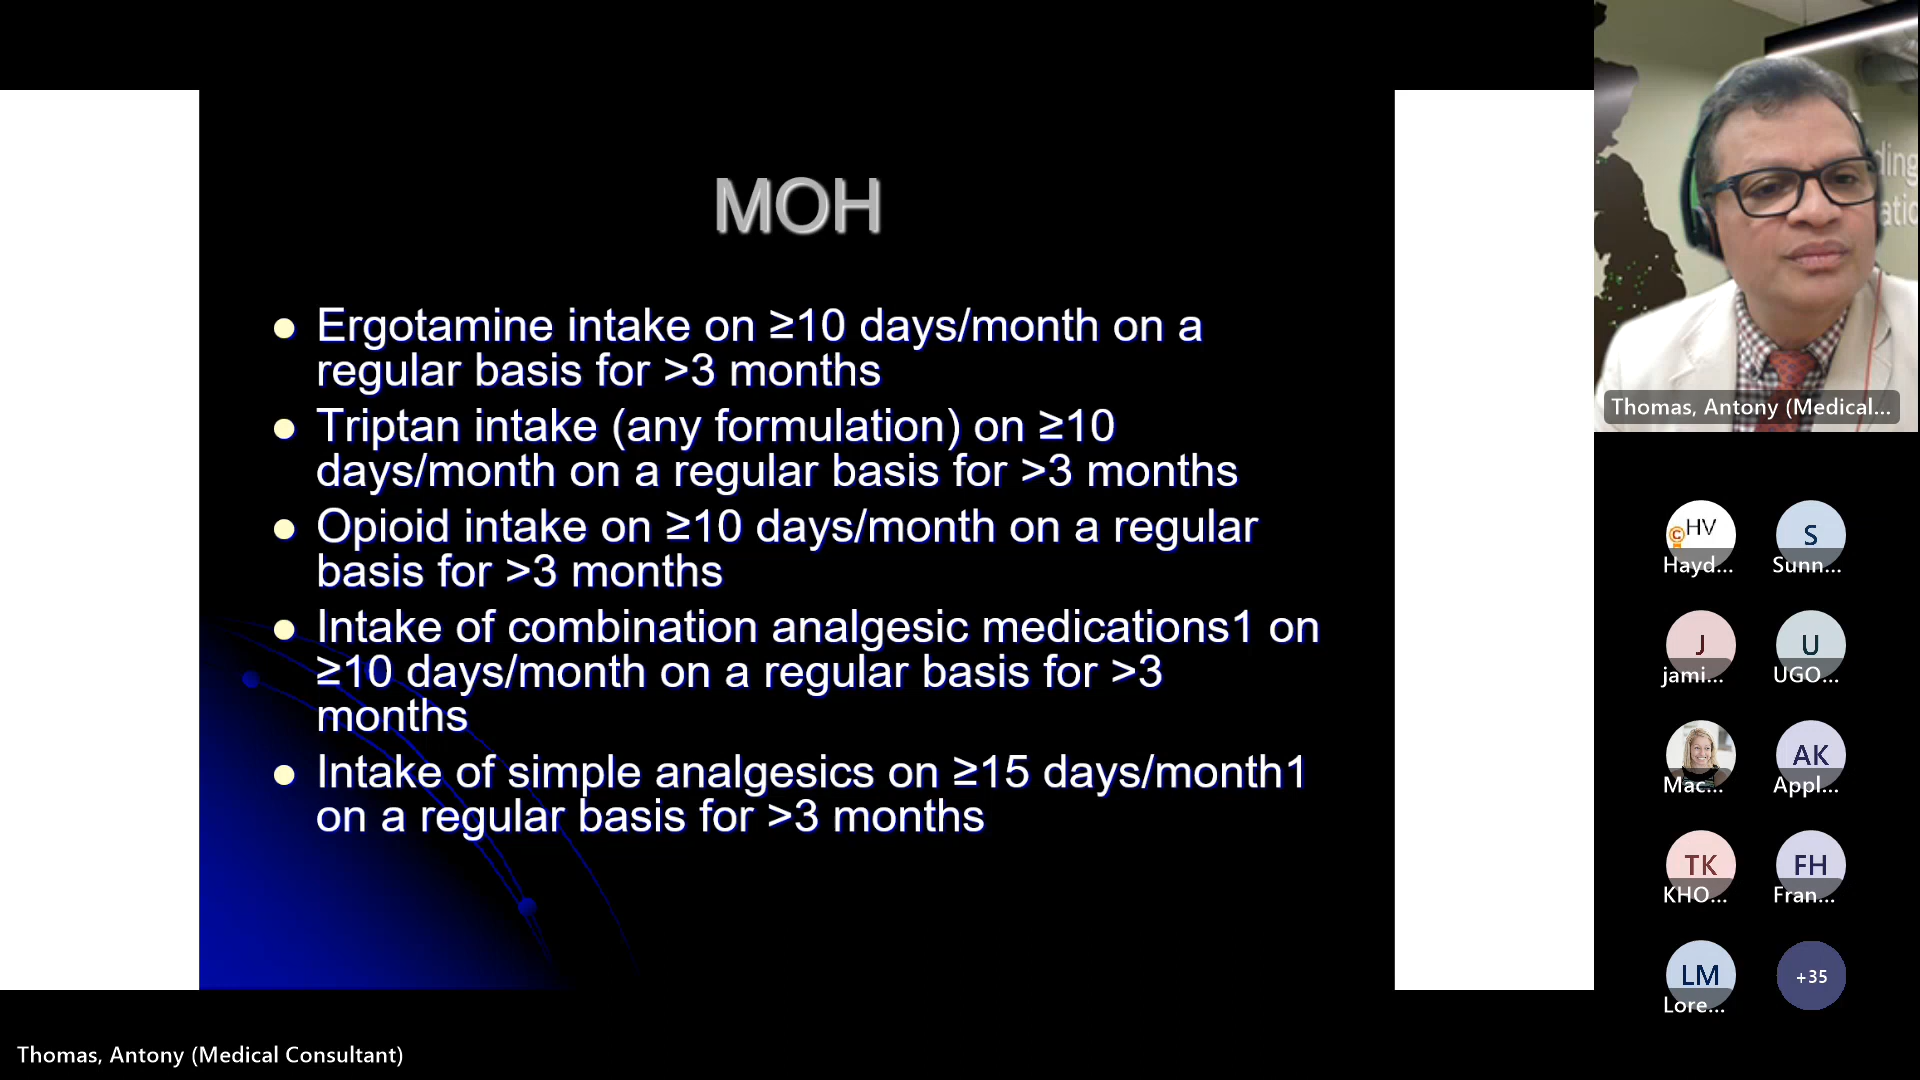 MOH
Ergotamine intake on ≥10 days/month on a
regular basis for >3 months
Triptan intake (any formulation) on ≥10
days/month on a regular basis for >3 months
Opioid intake on ≥10 days/month on a regular
basis for >3 months
Intake of combination analgesic medications1 on
≥10 days/month on a regular basis for >3
months
Intake of simple analgesics on ≥15 days/month1
on a regular basis for >3 months
ding
atio
Thomas, Antony (Medical...
HV
Hayd...
S
Sunn...
J
jami...
U
UGO...
Mac...
AK
Appl...
TK
KHO...
FH
Fran...
LM
Lore...
+35
Thomas, Antony (Medical Consultant)